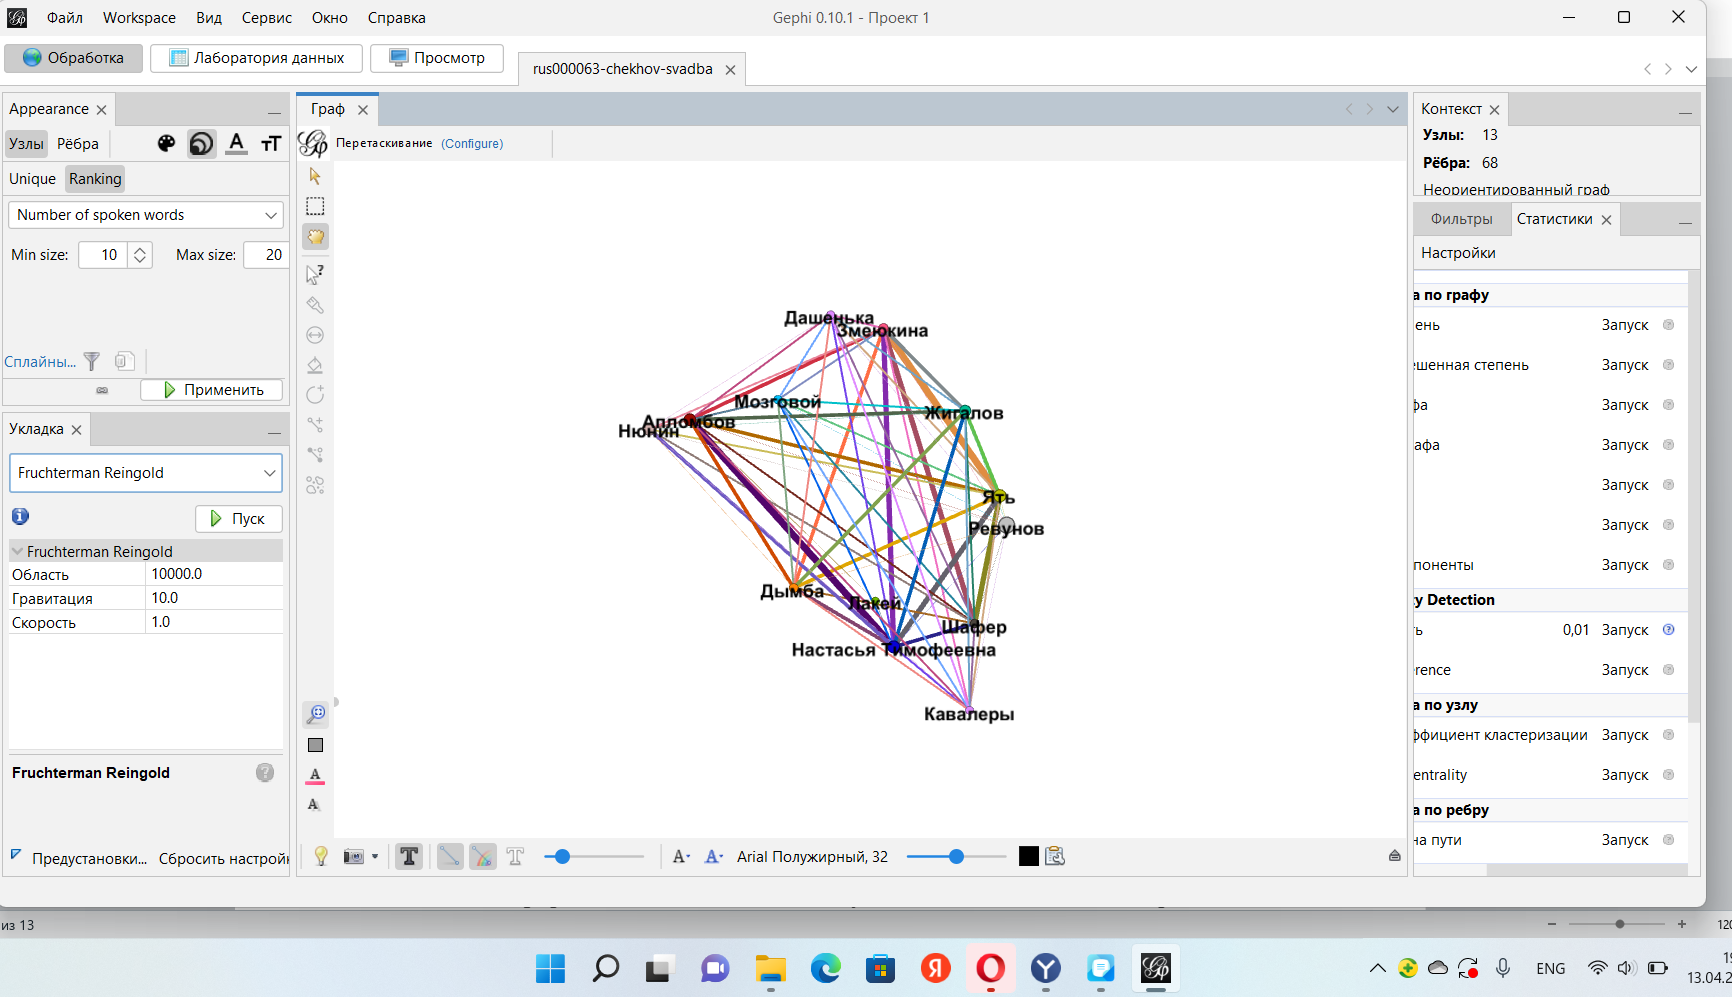 Файл Workspace Вид Сервис Окно Справка
Gephi 0.10.1 - Проект 1
Обработка Лаборатория данных Просмотр
rus000063-chekhov-svadba
Appearance
Узлы Рёбра
Unique Ranking
Number of spoken words
Min size: 10 Max size: 20
Сплайны...
Применить
Укладка
Fruchterman Reingold
Пуск
Fruchterman Reingold
Область 10000.0
Гравитация 10.0
Скорость 1.0
Fruchterman Reingold
Предустановки... Сбросить настрой
Граф
Перетаскивание (Configure)
Дашенька
Змеюкина
Мозговой
Жигалов
Апломбов
Нюнин
Ять
Ревунов
Дымба
Лакей
Шафер
Настасья Тимофеевна
Кавалеры
Arial Полужирный, 32
Контекст
Узлы: 13
Рёбра: 68
Неориентированный граф
Фильтры Статистики
Настройки
а по графу
ень Запуск
ешенная степень Запуск
фа Запуск
афа Запуск
Запуск
Запуск
поненты Запуск
y Detection
ть 0,01 Запуск
rence Запуск
а по узлу
ффициент кластеризации Запуск
entrality Запуск
а по ребру
на пути Запуск
из 13
120
ENG
19
13.04.2